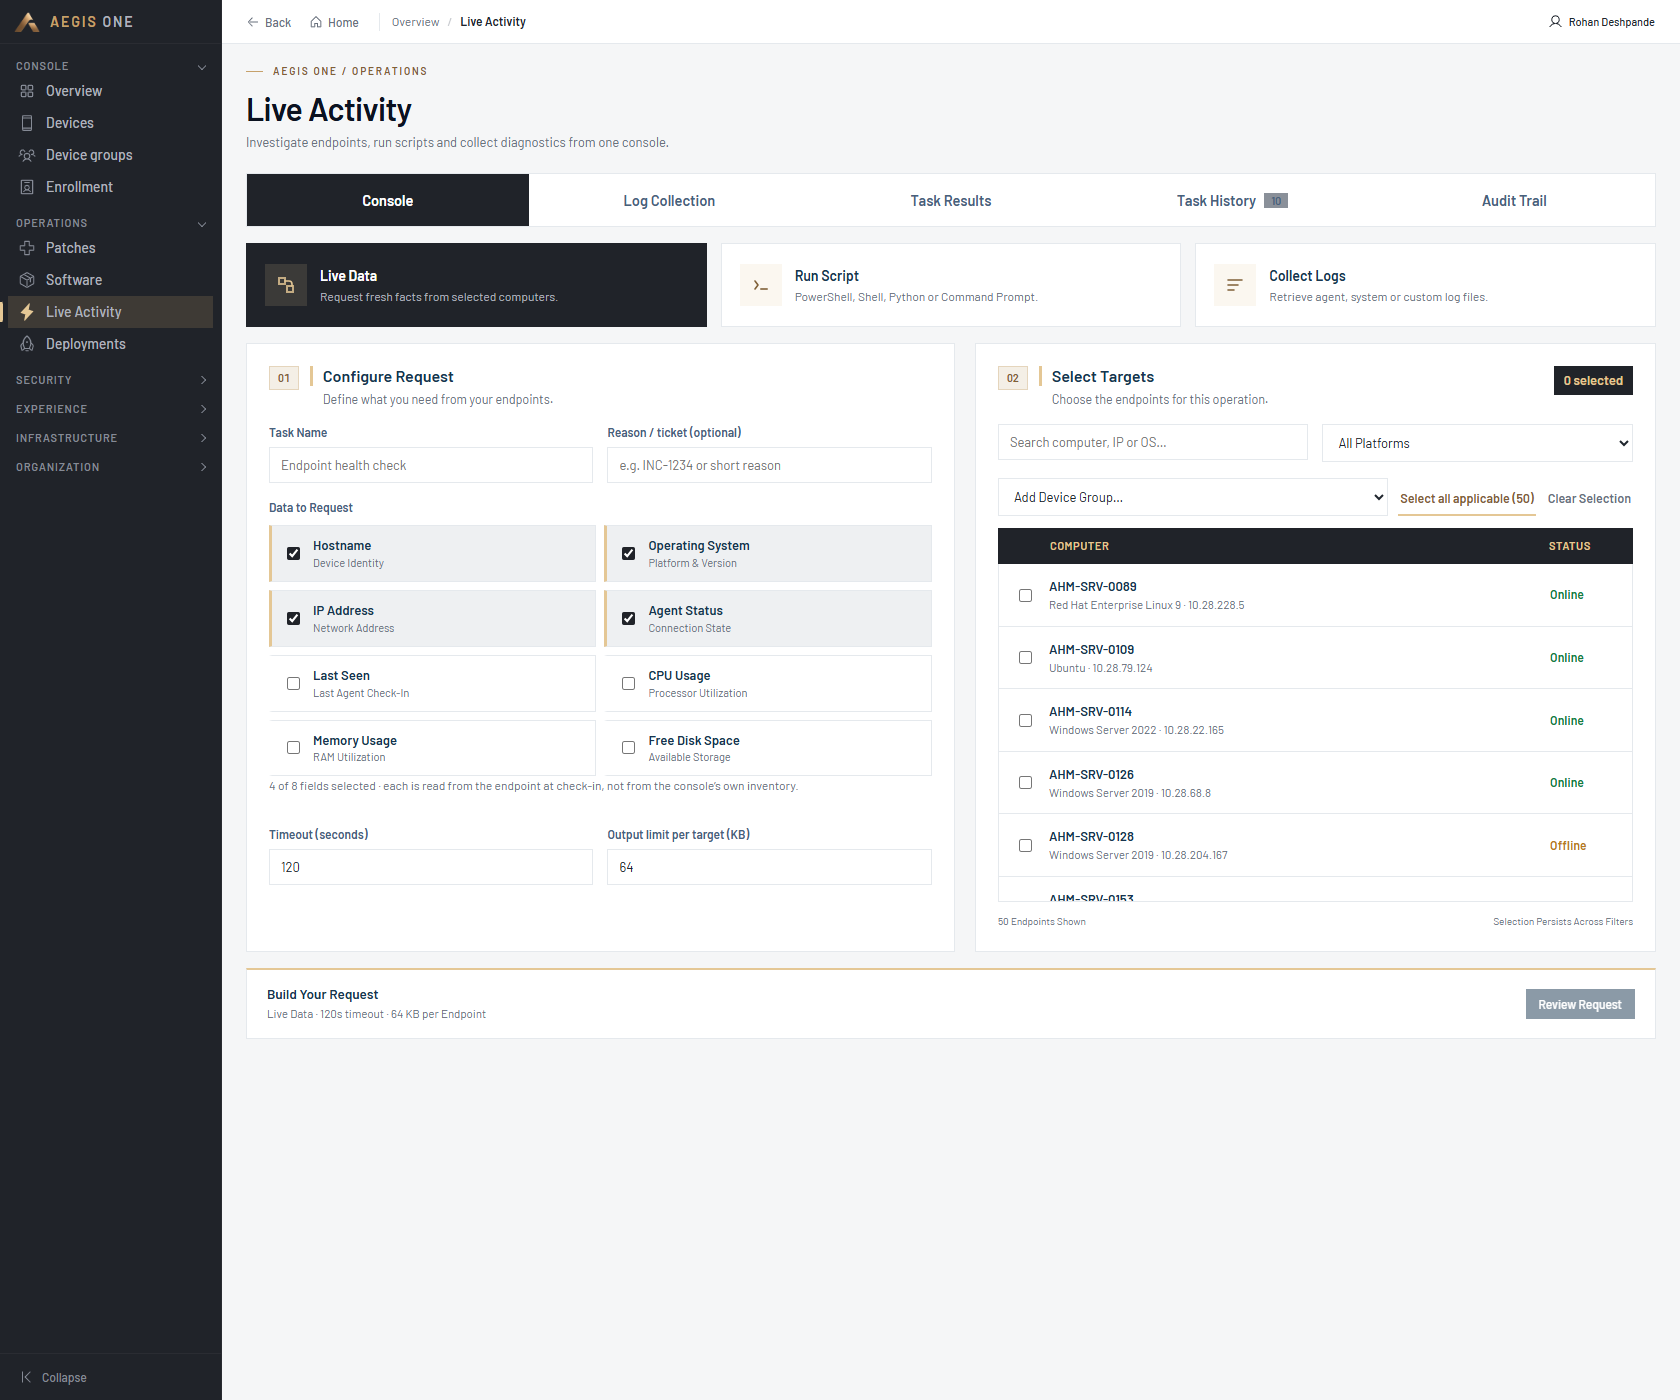 AEGIS ONE
CONSOLE
Overview
Devices
Device groups
Enrollment
OPERATIONS
Patches
Software
Live Activity
Deployments
SECURITY
EXPERIENCE
INFRASTRUCTURE
ORGANIZATION
Collapse
Back Home Overview / Live Activity
Rohan Deshpande
AEGIS ONE / OPERATIONS
Live Activity
Investigate endpoints, run scripts and collect diagnostics from one console.
Console Log Collection Task Results Task History 10 Audit Trail
Live Data
Request fresh facts from selected computers.
Run Script
PowerShell, Shell, Python or Command Prompt.
Collect Logs
Retrieve agent, system or custom log files.
01 Configure Request
Define what you need from your endpoints.
Task Name
Endpoint health check
Reason / ticket (optional)
e.g. INC-1234 or short reason
Data to Request
Hostname
Device Identity
Operating System
Platform & Version
IP Address
Network Address
Agent Status
Connection State
Last Seen
Last Agent Check-In
CPU Usage
Processor Utilization
Memory Usage
RAM Utilization
Free Disk Space
Available Storage
4 of 8 fields selected · each is read from the endpoint at check-in, not from the console's own inventory.
Timeout (seconds)
120
Output limit per target (KB)
64
02 Select Targets
Choose the endpoints for this operation.
0 selected
Search computer, IP or OS...
All Platforms
Add Device Group...
Select all applicable (50)
Clear Selection
COMPUTER STATUS
AHM-SRV-0089
Red Hat Enterprise Linux 9 · 10.28.228.5
Online
AHM-SRV-0109
Ubuntu · 10.28.79.124
Online
AHM-SRV-0114
Windows Server 2022 · 10.28.22.165
Online
AHM-SRV-0126
Windows Server 2019 · 10.28.68.8
Online
AHM-SRV-0128
Windows Server 2019 · 10.28.204.167
Offline
AHM-SRV-0153
50 Endpoints Shown
Selection Persists Across Filters
Build Your Request
Live Data · 120s timeout · 64 KB per Endpoint
Review Request